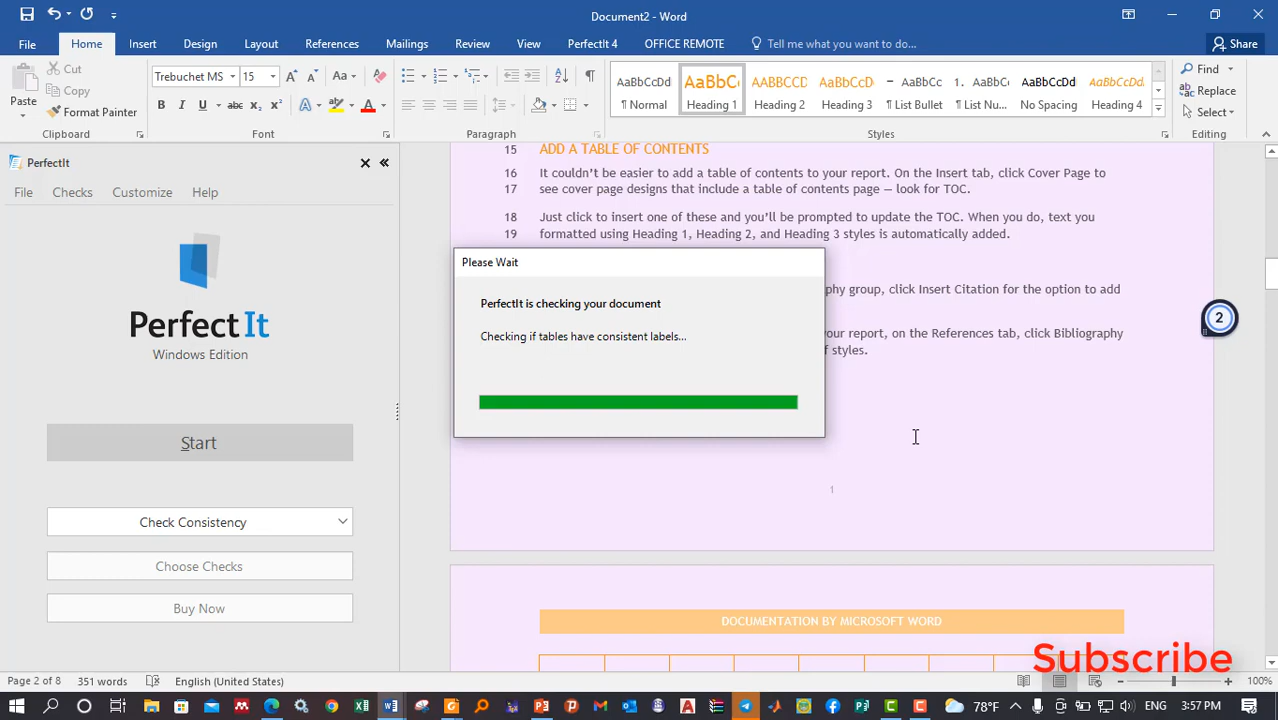 Document2 - Word
File Home Insert Design Layout References Mailings Review View PerfectIt 4 OFFICE REMOTE Tell me what you want to do... Share
Paste
Cut
Copy
Format Painter
Clipboard
Trebuchet MS 15
Font
Paragraph
AaBbCcDd AaBbC AABBCCD AaBbCcDd AaBbCc 1. AaBbCc AaBbCcDd AaBbCcDd
¶ Normal Heading 1 Heading 2 Heading 3 ¶ List Bullet ¶ List Nu... No Spacing Heading 4
Styles
Find
Replace
Select
Editing
PerfectIt
File Checks Customize Help
PerfectIt
Windows Edition
Start
Check Consistency
Choose Checks
Buy Now
15 ADD A TABLE OF CONTENTS
16 It couldn't be easier to add a table of contents to your report. On the Insert tab, click Cover Page to
17 see cover page designs that include a table of contents page — look for TOC.
18 Just click to insert one of these and you'll be prompted to update the TOC. When you do, text you
19 formatted using Heading 1, Heading 2, and Heading 3 styles is automatically added.
phy group, click Insert Citation for the option to add
your report, on the References tab, click Bibliography
f styles.
Please Wait
PerfectIt is checking your document
Checking if tables have consistent labels...
2
1
DOCUMENTATION BY MICROSOFT WORD
Subscribe
Page 2 of 8 351 words English (United States) 100%
78°F ENG 3:57 PM